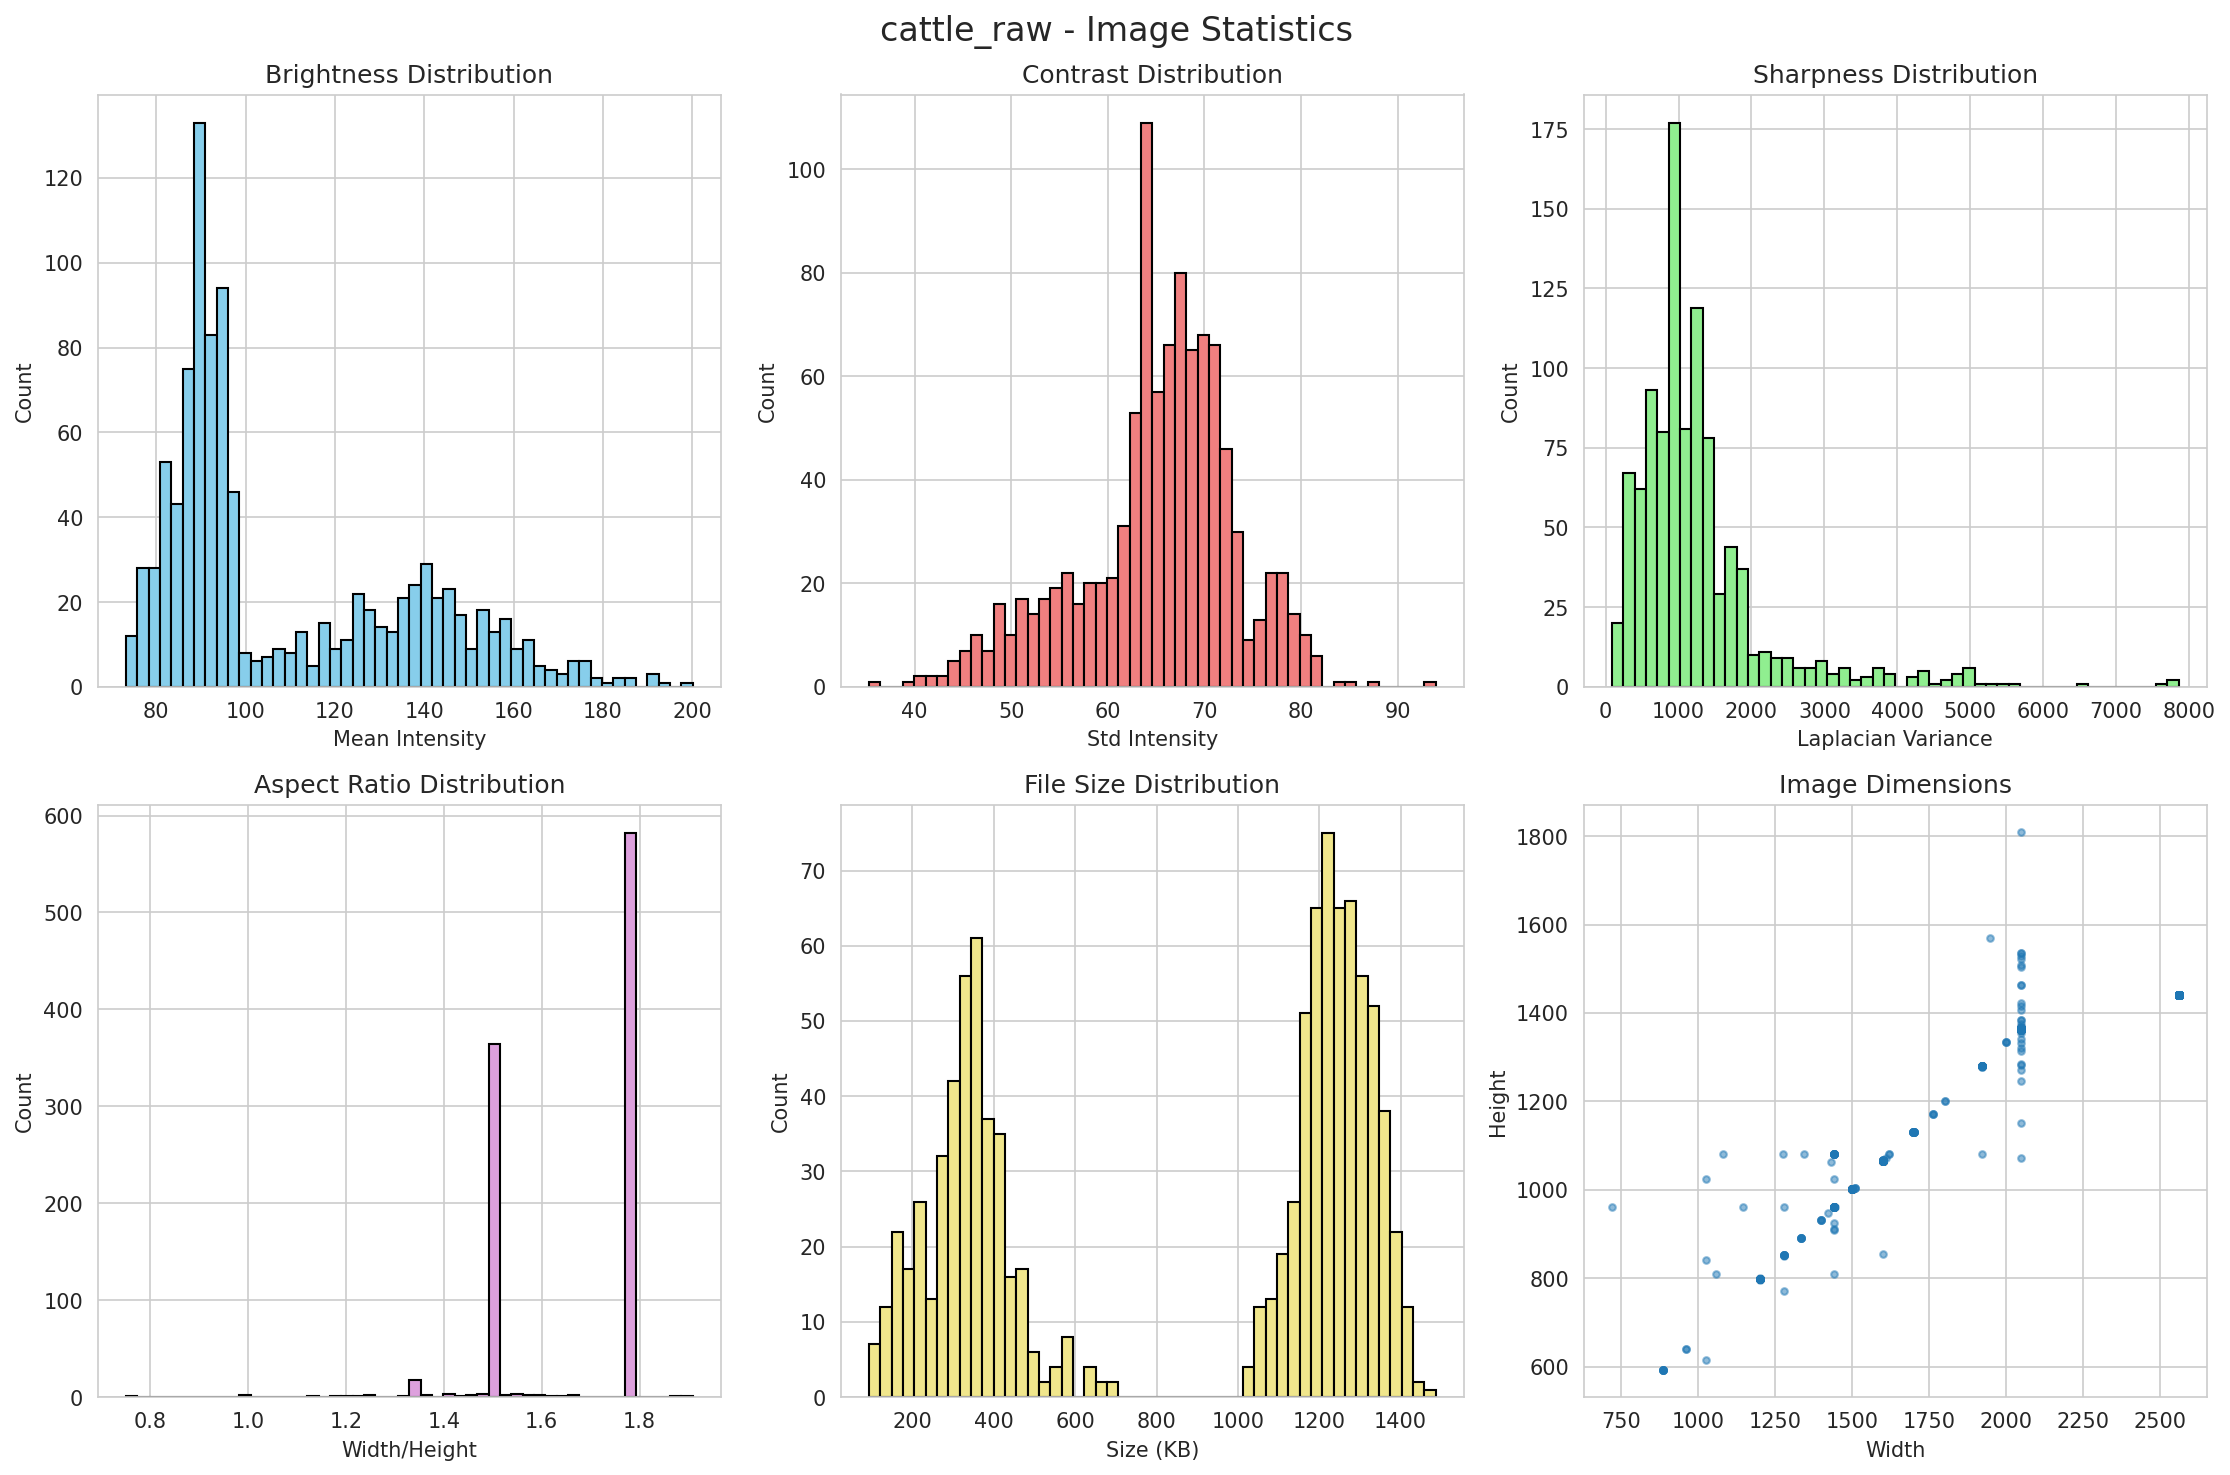 cattle_raw - Image Statistics
Brightness Distribution
Count
0
20
40
60
80
100
120
80 100 120 140 160 180 200
Mean Intensity
Contrast Distribution
Count
0
20
40
60
80
100
40 50 60 70 80 90
Std Intensity
Sharpness Distribution
Count
0
25
50
75
100
125
150
175
0 1000 2000 3000 4000 5000 6000 7000 8000
Laplacian Variance
Aspect Ratio Distribution
Count
0
100
200
300
400
500
600
0.8 1.0 1.2 1.4 1.6 1.8
Width/Height
File Size Distribution
Count
0
10
20
30
40
50
60
70
200 400 600 800 1000 1200 1400
Size (KB)
Image Dimensions
Height
600
800
1000
1200
1400
1600
1800
750 1000 1250 1500 1750 2000 2250 2500
Width